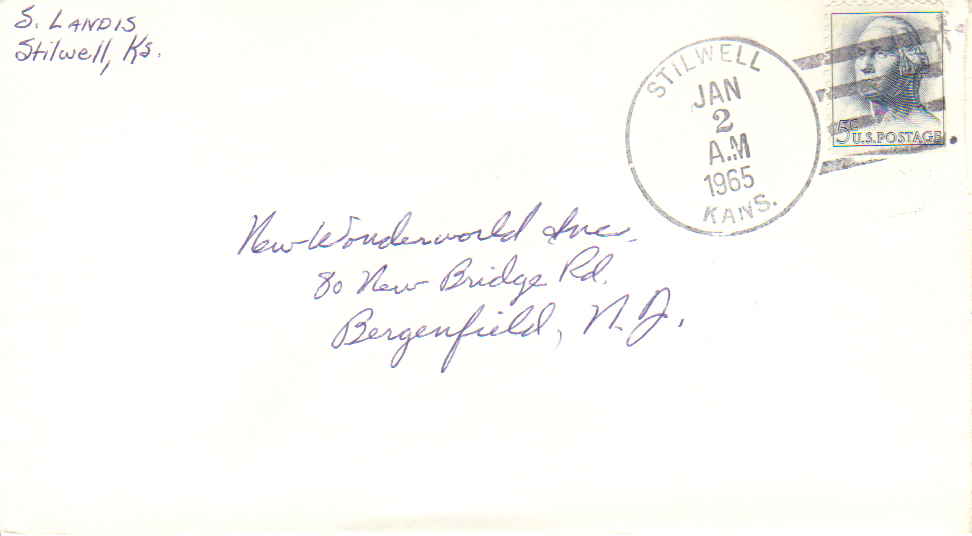 S. LANDIS
Stilwell, Ks.
STILWELL
JAN
2
A.M
1965
KANS.
5¢ U.S. POSTAGE
New Wonderworld Inc.
80 New Bridge Rd.
Bergenfield, N.J.